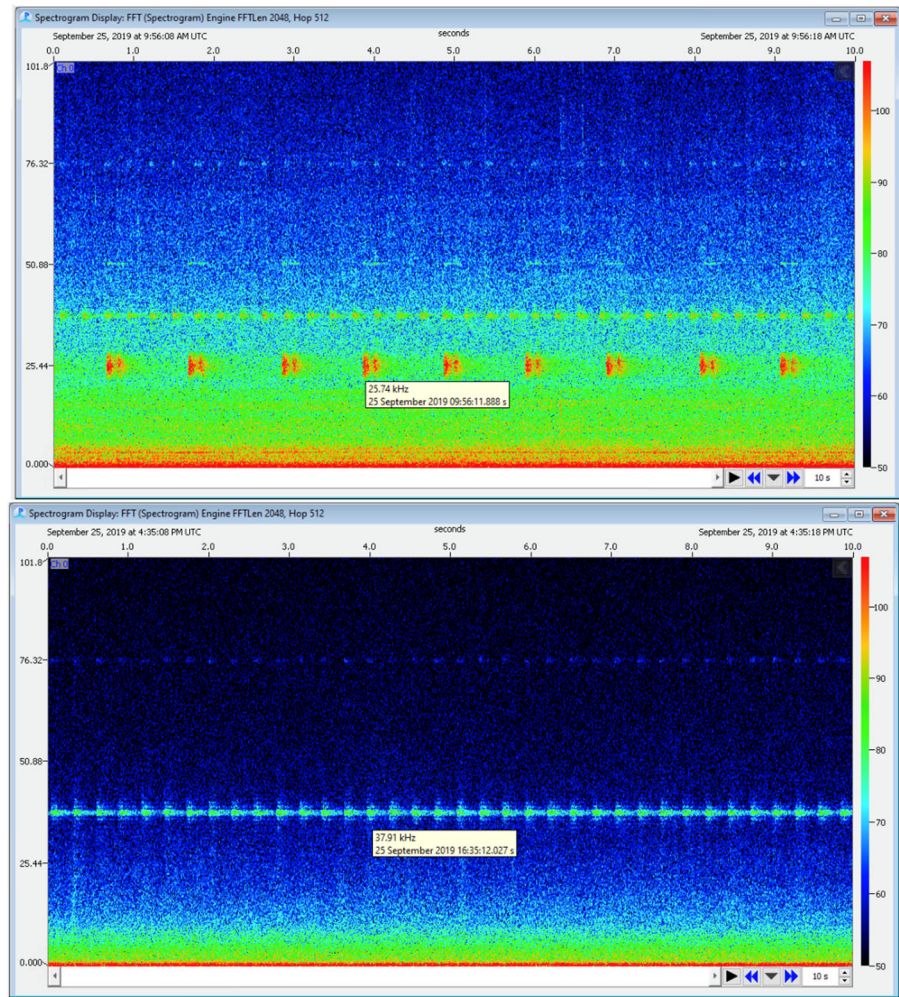 Spectrogram Display: FFT (Spectrogram) Engine FFTLen 2048, Hop 512
September 25, 2019 at 9:56:08 AM UTC seconds September 25, 2019 at 9:56:18 AM UTC
0.0 1.0 2.0 3.0 4.0 5.0 6.0 7.0 8.0 9.0 10.0
101.8 Ch 0
100
90
76.32
80
50.88
70
25.44
25.74 kHz
25 September 2019 09:56:11.888 s
60
0.000 50
10 s
Spectrogram Display: FFT (Spectrogram) Engine FFTLen 2048, Hop 512
September 25, 2019 at 4:35:08 PM UTC seconds September 25, 2019 at 4:35:18 PM UTC
0.0 1.0 2.0 3.0 4.0 5.0 6.0 7.0 8.0 9.0 10.0
101.8 Ch 0
100
90
76.32
80
50.88
70
37.91 kHz
25 September 2019 16:35:12.027 s
25.44
60
0.000 50
10 s